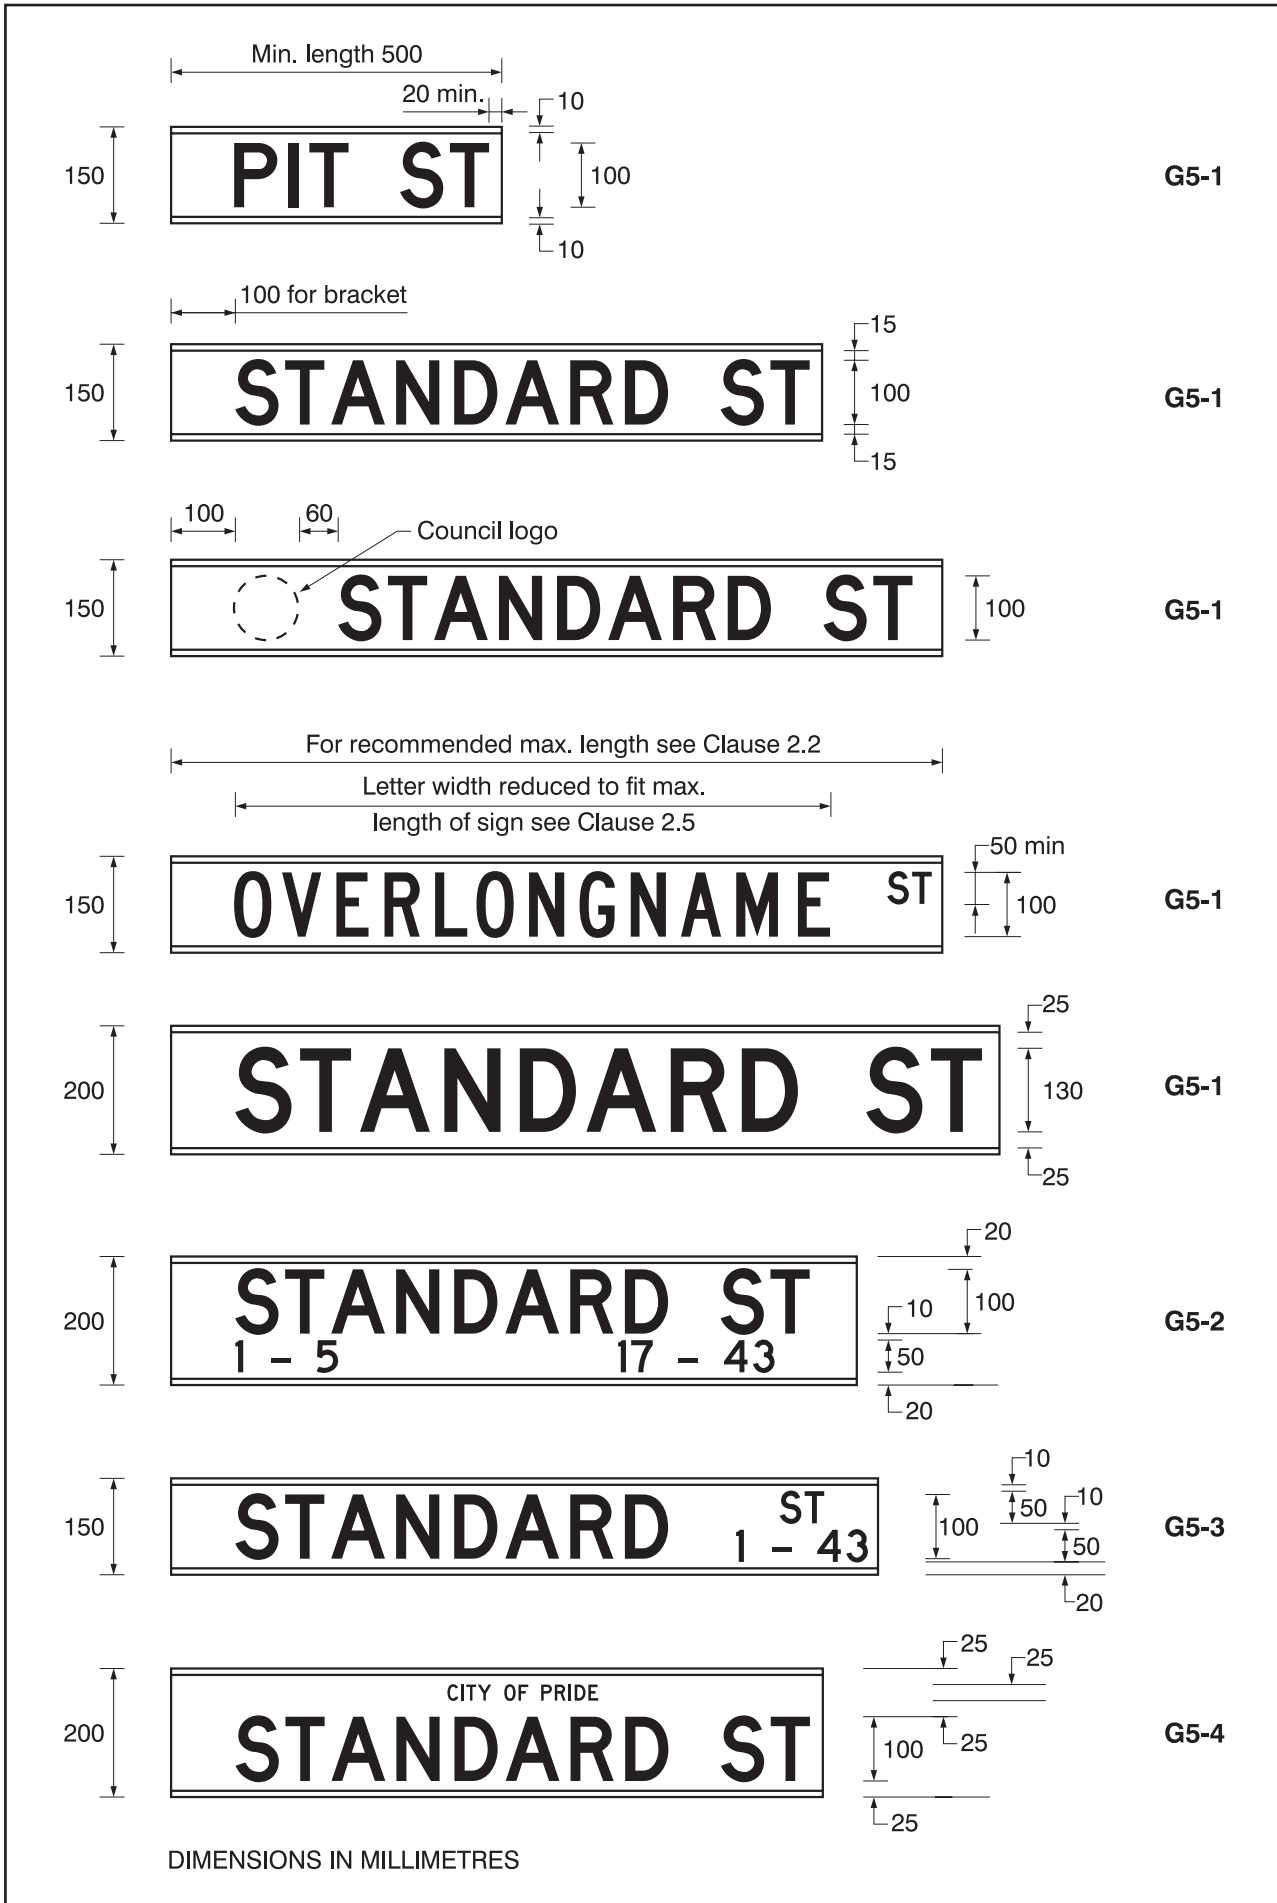 Min. length 500
20 min.
10
150
PIT ST
100
G5-1
10
100 for bracket
15
150
STANDARD ST
100
G5-1
15
100
60
Council logo
150
STANDARD ST
100
G5-1
For recommended max. length see Clause 2.2
Letter width reduced to fit max.
length of sign see Clause 2.5
50 min
150
OVERLONGNAME ST
100
G5-1
25
200
STANDARD ST
130
G5-1
25
20
200
STANDARD ST
100
10
G5-2
1 - 5 17 - 43
50
20
10
150
STANDARD ST
50
10
100
G5-3
1 - 43
50
20
25
25
CITY OF PRIDE
200
STANDARD ST
100
25
G5-4
25
DIMENSIONS IN MILLIMETRES